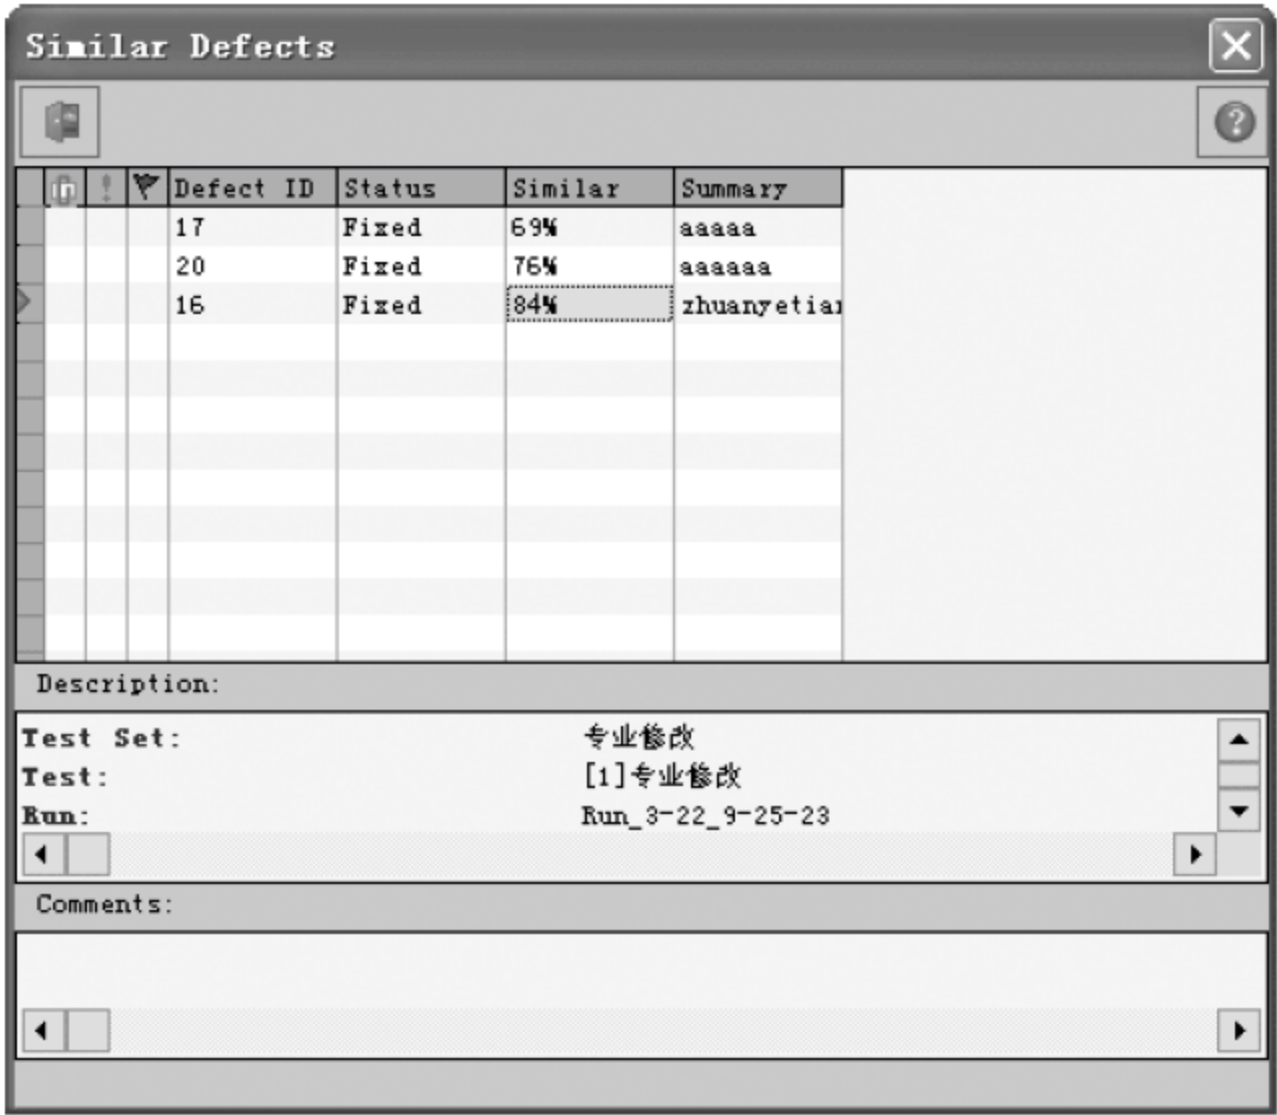 Similar Defects
Defect ID Status Similar Summary
17 Fixed 69% aaaaa
20 Fixed 76% aaaaaa
16 Fixed 84% zhuanyetian
Description:
Test Set: 专业修改
Test: [1]专业修改
Run: Run_3-22_9-25-23
Comments: